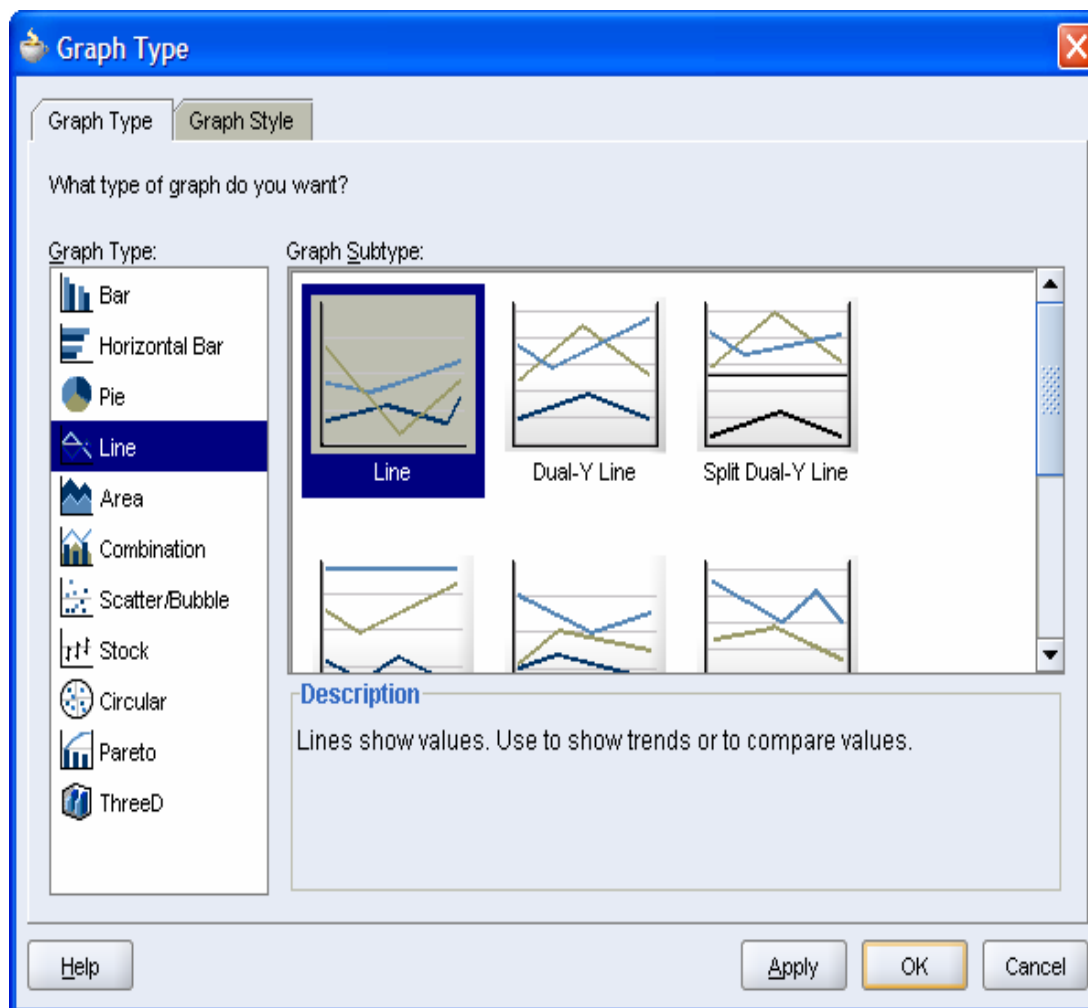 Graph Type
Graph Type
Graph Style
What type of graph do you want?
Graph Type:
Bar
Horizontal Bar
Pie
Line
Area
Combination
Scatter/Bubble
Stock
Circular
Pareto
ThreeD
Graph Subtype:
Line
Dual-Y Line
Split Dual-Y Line
Description
Lines show values. Use to show trends or to compare values.
Help
Apply
OK
Cancel